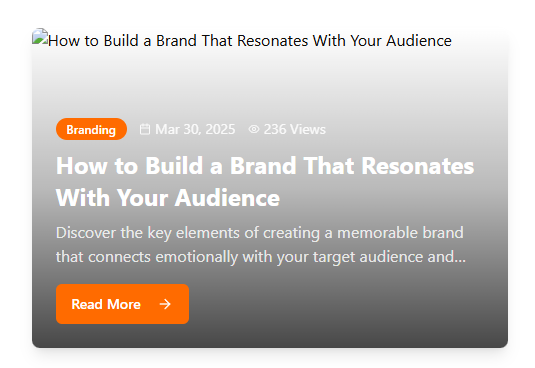 How to Build a Brand That Resonates With Your Audience
Branding Mar 30, 2025 236 Views
How to Build a Brand That Resonates
With Your Audience
Discover the key elements of creating a memorable brand
that connects emotionally with your target audience and...
Read More